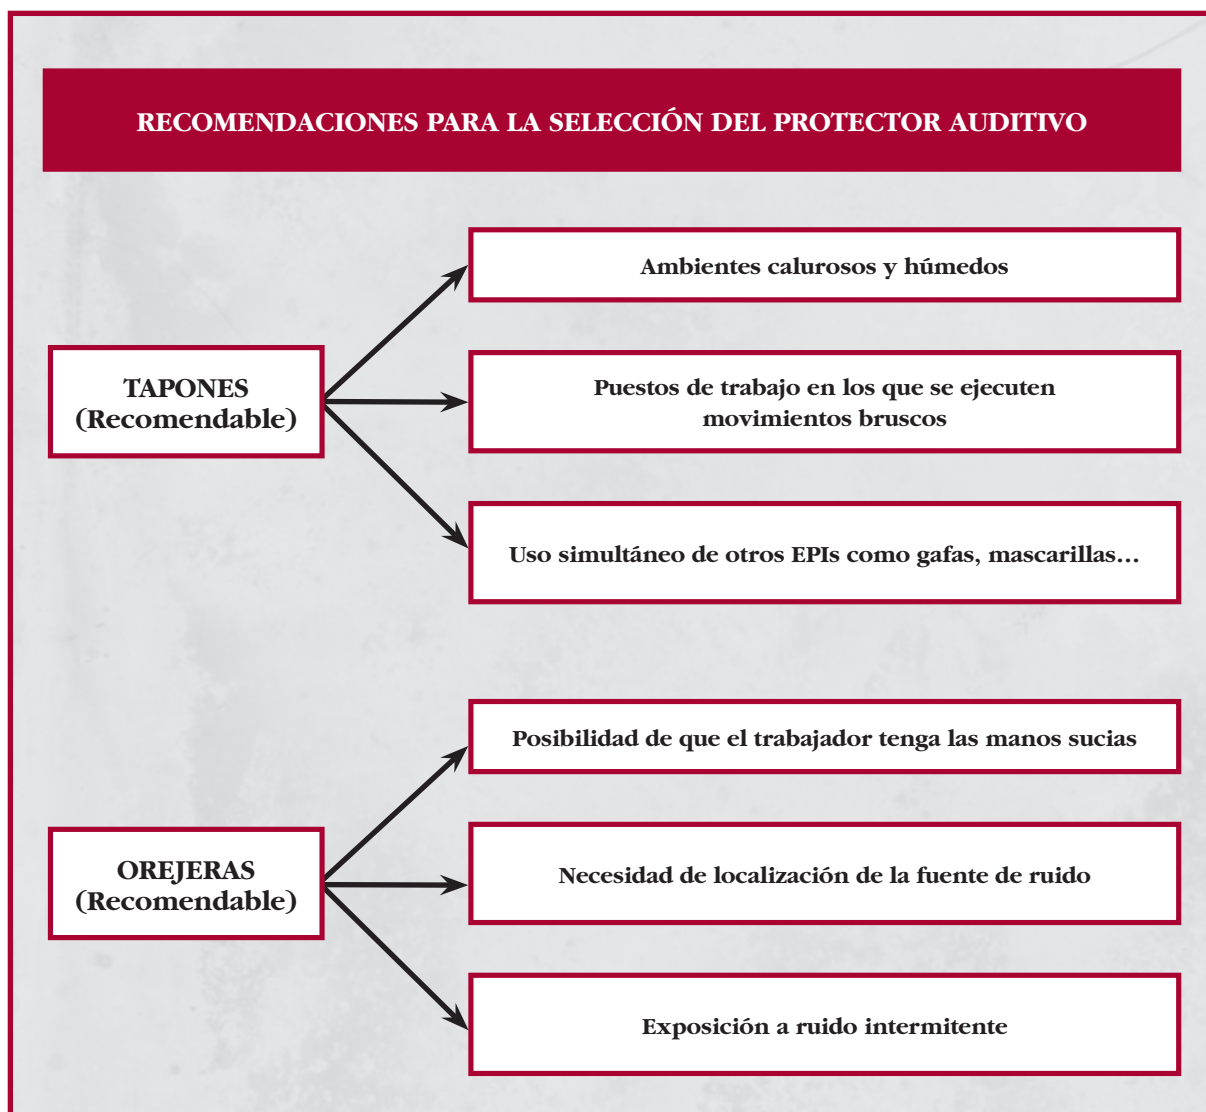 RECOMENDACIONES PARA LA SELECCIÓN DEL PROTECTOR AUDITIVO
TAPONES
(Recomendable)
Ambientes calurosos y húmedos
Puestos de trabajo en los que se ejecuten
movimientos bruscos
Uso simultáneo de otros EPIs como gafas, mascarillas…
OREJERAS
(Recomendable)
Posibilidad de que el trabajador tenga las manos sucias
Necesidad de localización de la fuente de ruido
Exposición a ruido intermitente